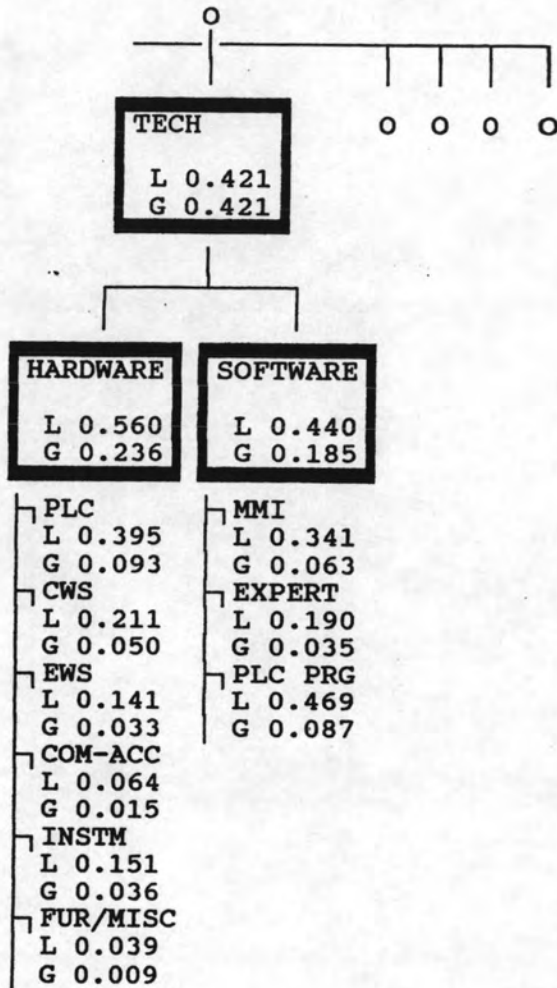 O
O O O O
TECH
L 0.421
G 0.421
HARDWARE
L 0.560
G 0.236
SOFTWARE
L 0.440
G 0.185
PLC
L 0.395
G 0.093
CWS
L 0.211
G 0.050
EWS
L 0.141
G 0.033
COM-ACC
L 0.064
G 0.015
INSTM
L 0.151
G 0.036
FUR/MISC
L 0.039
G 0.009
MMI
L 0.341
G 0.063
EXPERT
L 0.190
G 0.035
PLC PRG
L 0.469
G 0.087